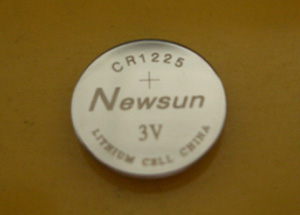 CR1225
+
Newsun
3V
LITHIUM CELL CHINA